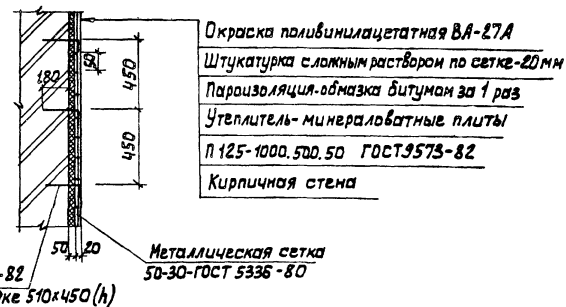 Окраска поливинилацетатная ВА-27А
Штукатурка сложным раствором по сетке-20мм
Пароизоляция-обмазка битумом за 1 раз
Утеплитель-минераловатные плиты
П 125-1000.500.50 ГОСТ 9573-82
Кирпичная стена
180
50
450
450
50
20
Металлическая сетка
50-30-ГОСТ 5336-80
-82
ке 510х450(h)